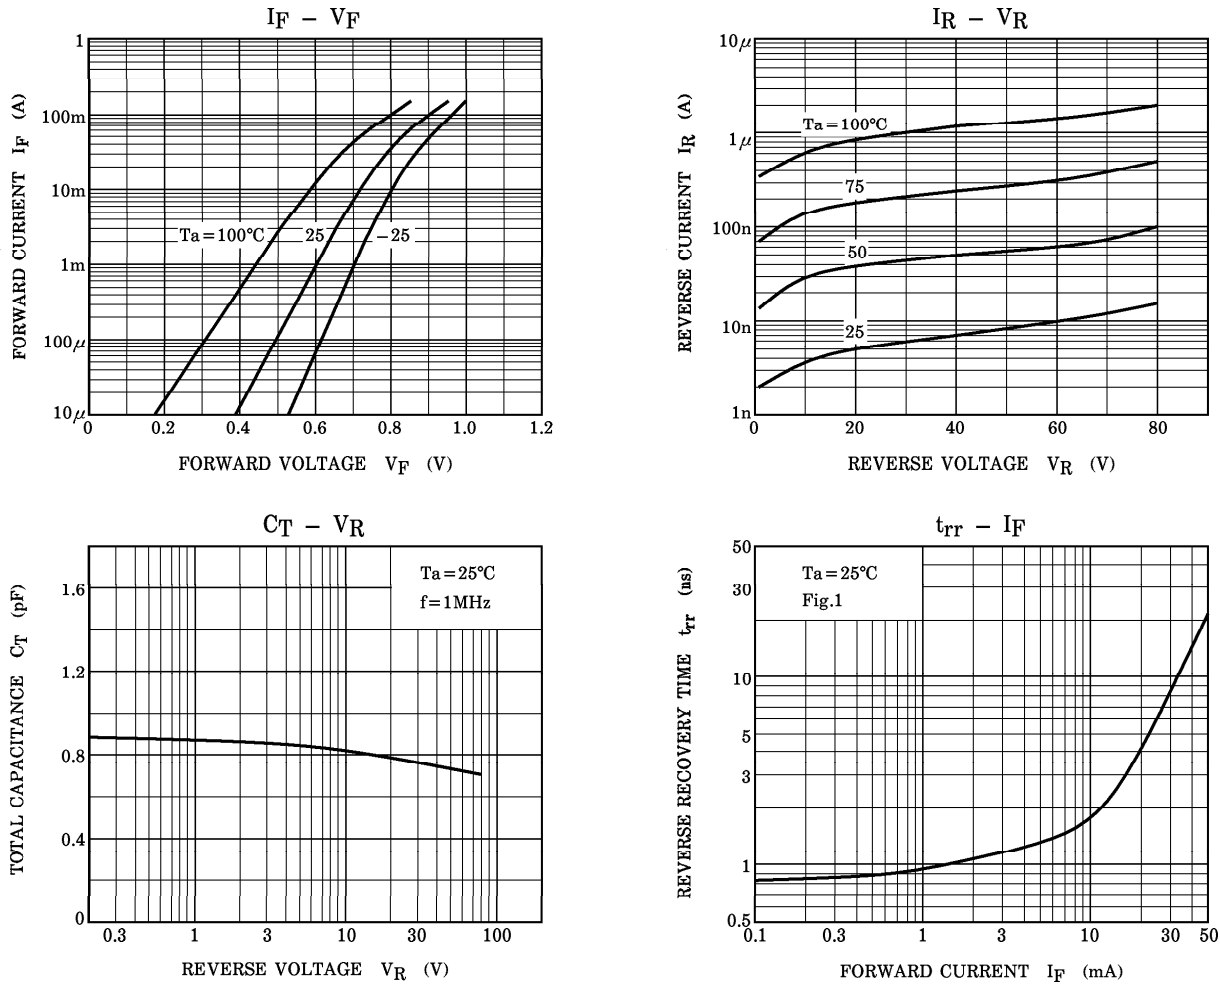 IF – VF
1
100m
10m
1m
100μ
10μ
Ta=100℃
25
−25
0
0.2
0.4
0.6
0.8
1.0
1.2
FORWARD CURRENT IF (A)
FORWARD VOLTAGE VF (V)
IR – VR
10μ
1μ
100n
10n
1n
Ta=100℃
75
50
25
0
20
40
60
80
REVERSE CURRENT IR (A)
REVERSE VOLTAGE VR (V)
CT – VR
Ta=25℃
f=1MHz
1.6
1.2
0.8
0.4
0
0.3
1
3
10
30
100
TOTAL CAPACITANCE CT (pF)
REVERSE VOLTAGE VR (V)
trr – IF
Ta=25℃
Fig.1
50
30
10
5
3
1
0.5
0.1
0.3
1
3
10
30
50
REVERSE RECOVERY TIME trr (ns)
FORWARD CURRENT IF (mA)